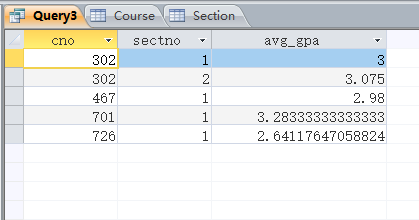 Query3 Course Section
cno sectno avg_gpa
302 1 3
302 2 3.075
467 1 2.98
701 1 3.28333333333333
726 1 2.64117647058824